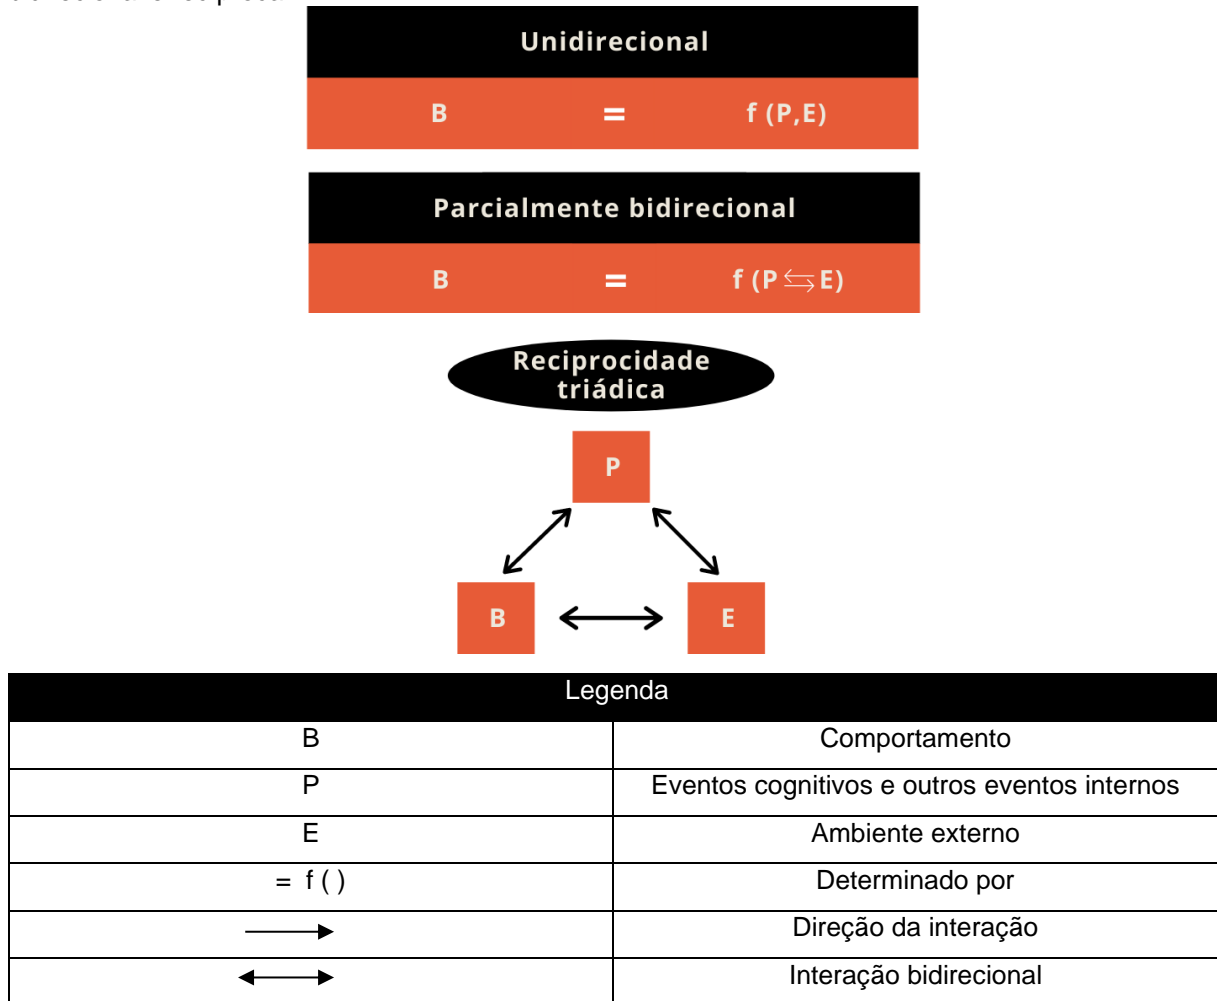 Unidirecional
B = f (P,E)
Parcialmente bidirecional
B = f (P⇆E)
Reciprocidade
triádica
P
B
E
Legenda
B Comportamento
P Eventos cognitivos e outros eventos internos
E Ambiente externo
= f ( ) Determinado por
Direção da interação
Interação bidirecional